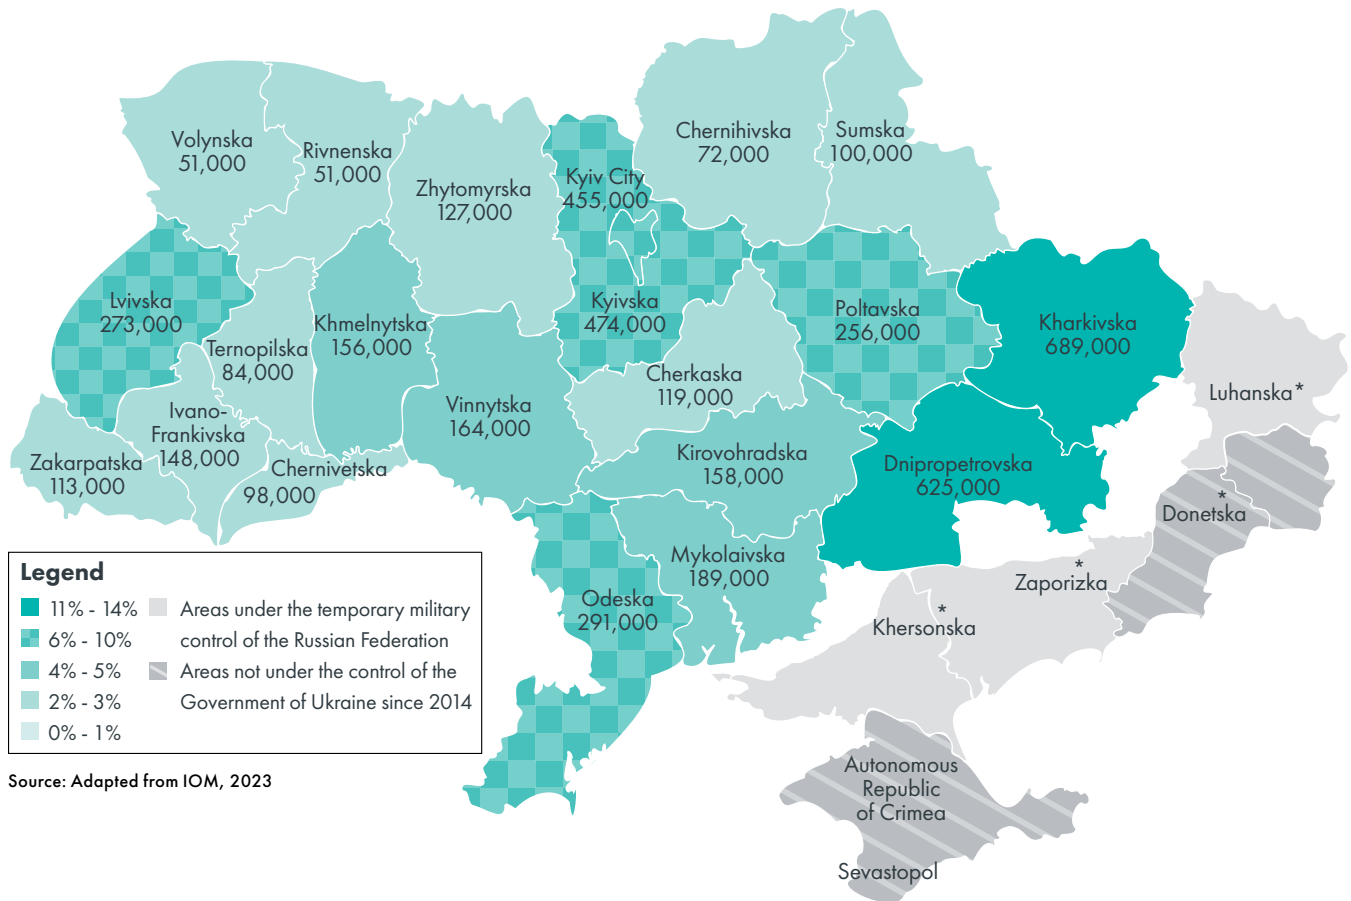 Volynska
51,000
Rivnenska
51,000
Zhytomyrska
127,000
Kyiv City
455,000
Chernihivska
72,000
Sumska
100,000
Lvivska
273,000
Ternopilska
84,000
Khmelnytska
156,000
Kyivska
474,000
Poltavska
256,000
Kharkivska
689,000
Luhanska*
Cherkaska
119,000
Vinnytska
164,000
Ivano-
Frankivska
148,000
Zakarpatska
113,000
Chernivetska
98,000
Kirovohradska
158,000
Dnipropetrovska
625,000
*
Donetska
Mykolaivska
189,000
Odeska
291,000
*
Zaporizka
*
Khersonska
Autonomous
Republic
of Crimea
Sevastopol
Legend
11% - 14%
6% - 10%
4% - 5%
2% - 3%
0% - 1%
Areas under the temporary military
control of the Russian Federation
Areas not under the control of the
Government of Ukraine since 2014
Source: Adapted from IOM, 2023